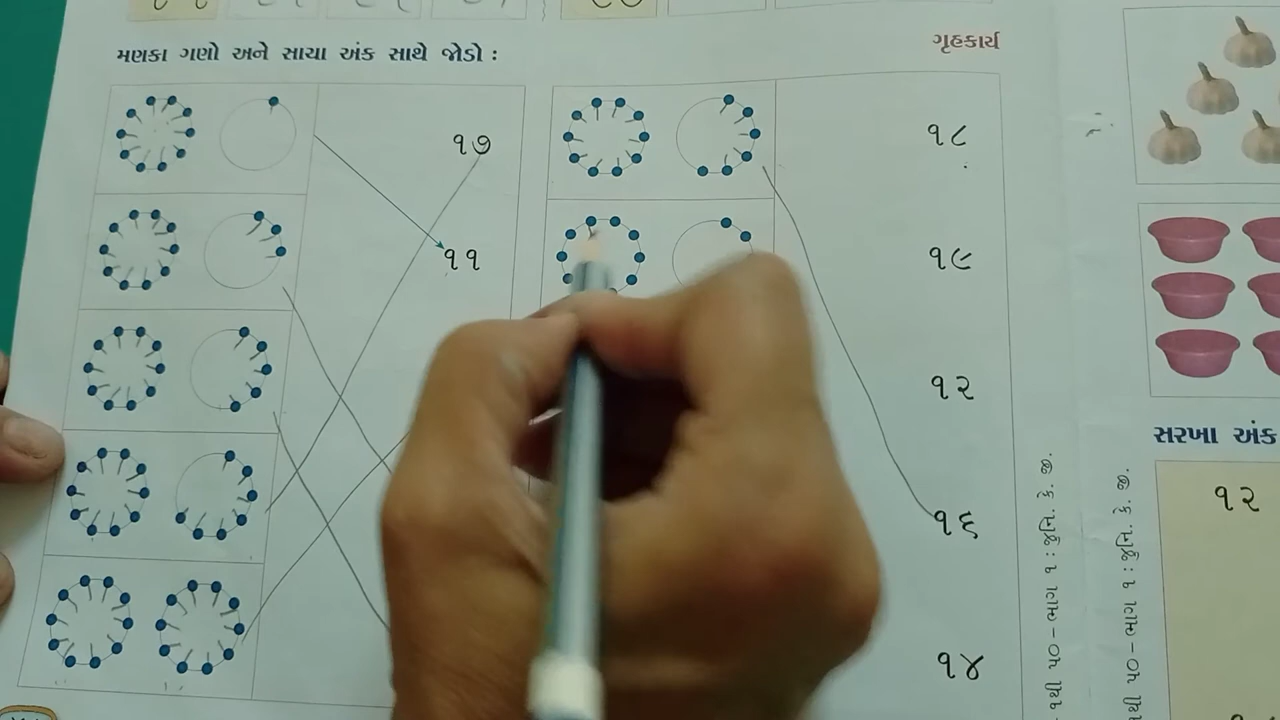 મણકા ગણો અને સાચા અંક સાથે જોડો :
ગૃહકાર્ય
૧૭
૧૧
૧૮
૧૯
૧૨
૧૬
૧૪
સરખા અંક
૧૨